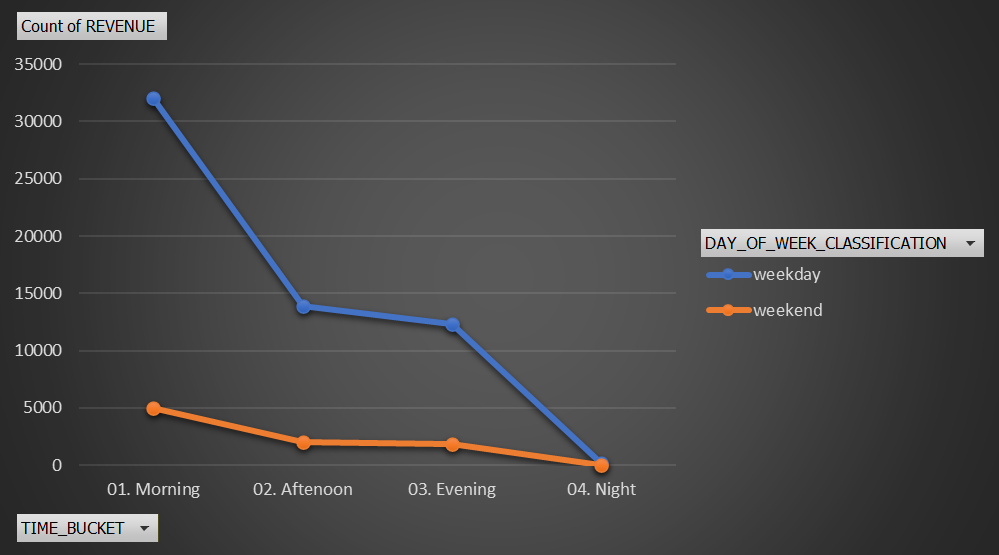 Count of REVENUE
35000
30000
25000
20000
15000
10000
5000
0
01. Morning 02. Aftenoon 03. Evening 04. Night
TIME_BUCKET
DAY_OF_WEEK_CLASSIFICATION
weekday
weekend